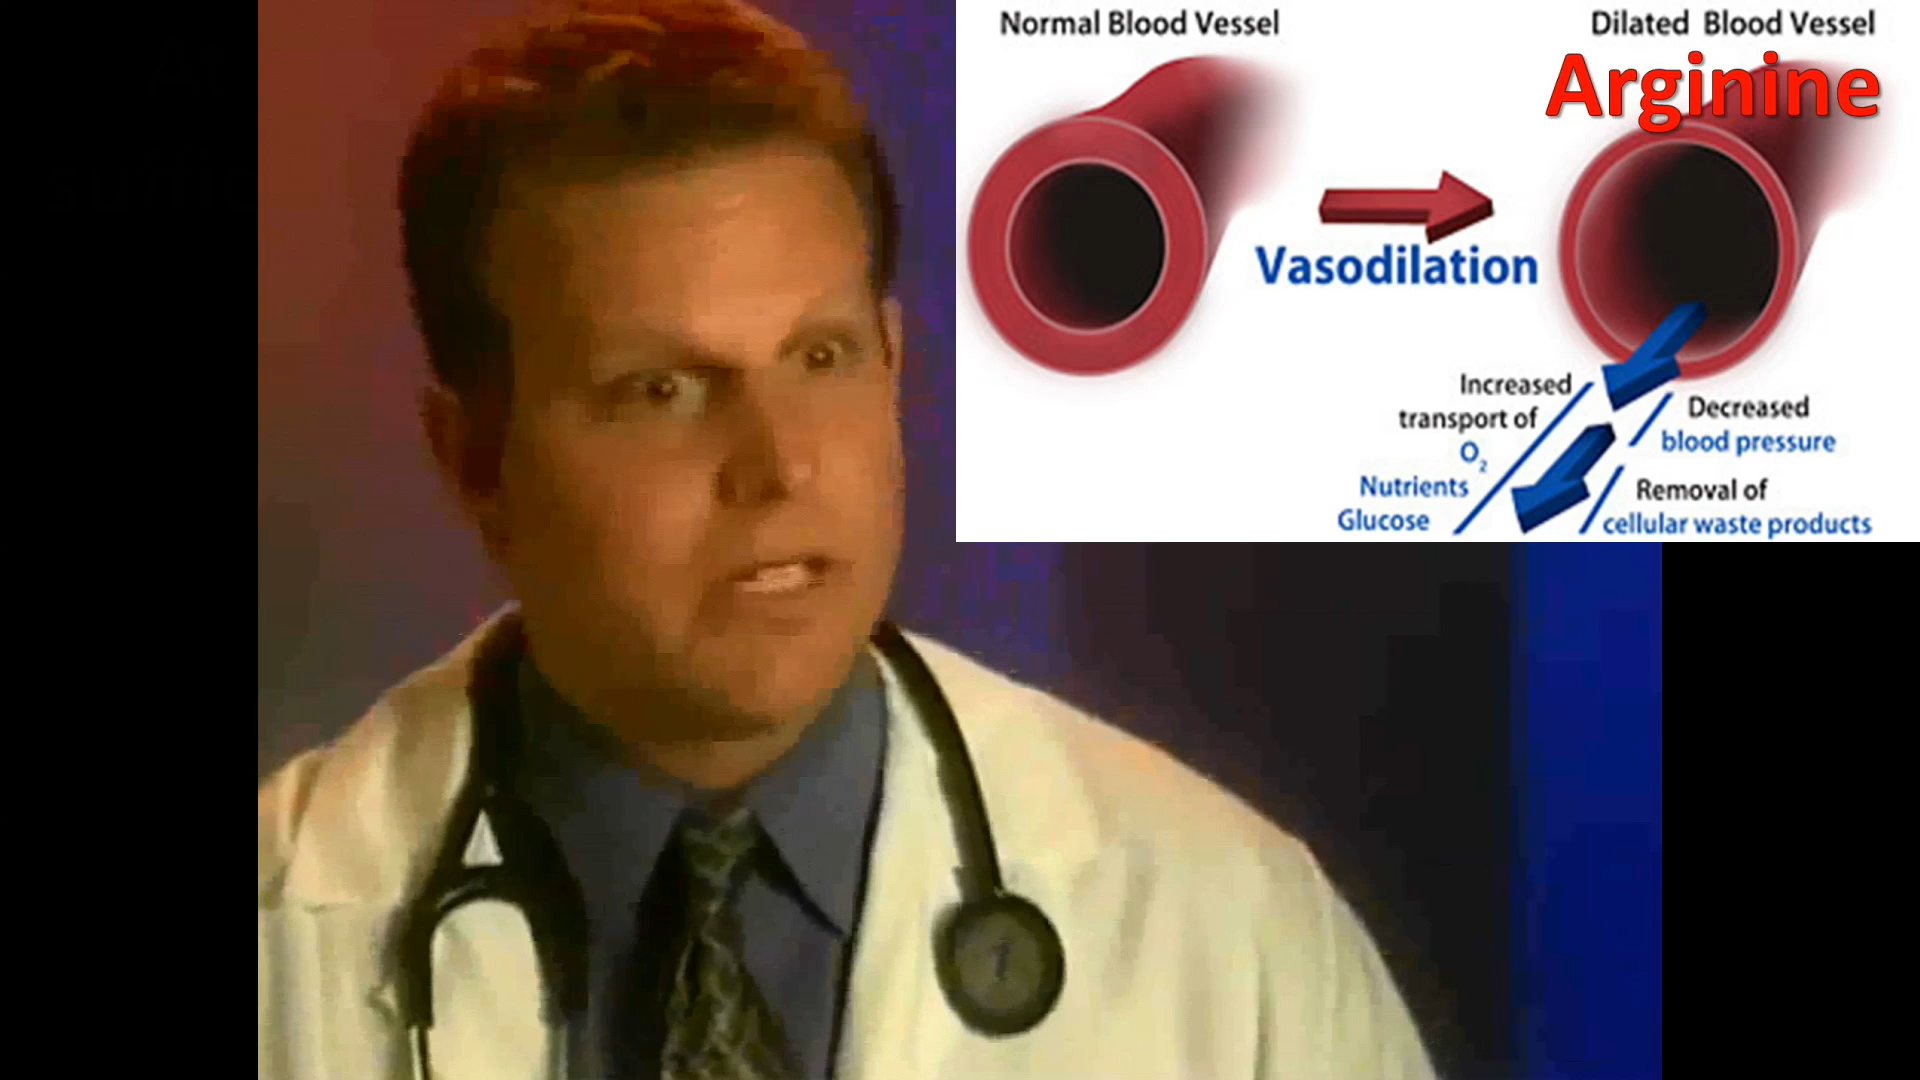 Normal Blood Vessel
Dilated Blood Vessel
Arginine
Vasodilation
Increased
transport of
O₂
Nutrients
Glucose
Decreased
blood pressure
Removal of
cellular waste products